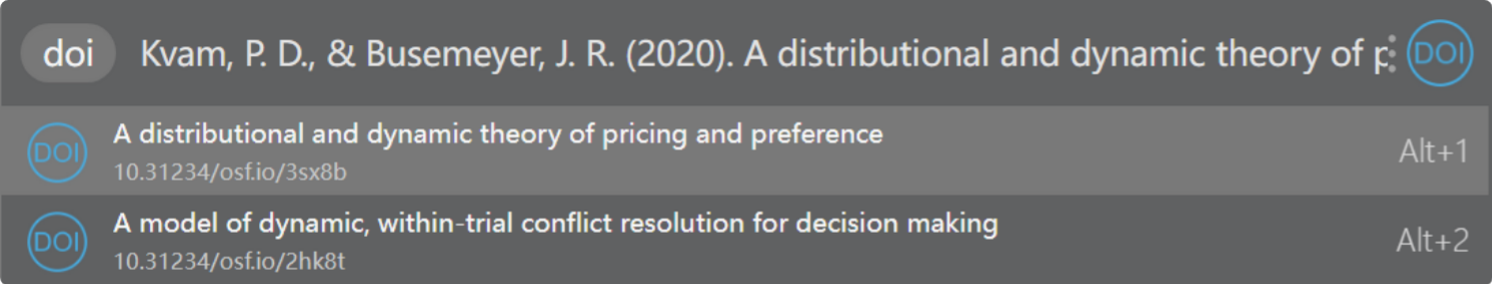 doi Kvam, P. D., & Busemeyer, J. R. (2020). A distributional and dynamic theory of DOI
DOI A distributional and dynamic theory of pricing and preference Alt+1
10.31234/osf.io/3sx8b
DOI A model of dynamic, within-trial conflict resolution for decision making Alt+2
10.31234/osf.io/2hk8t